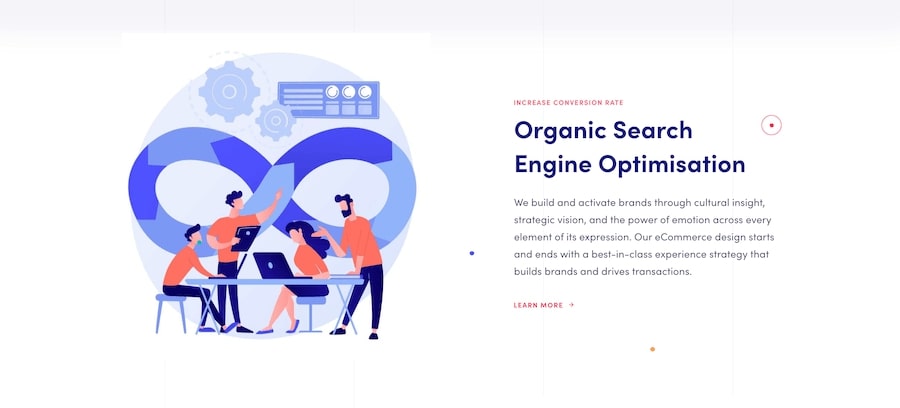 INCREASE CONVERSION RATE
Organic Search
Engine Optimisation
We build and activate brands through cultural insight,
strategic vision, and the power of emotion across every
element of its expression. Our eCommerce design starts
and ends with a best-in-class experience strategy that
builds brands and drives transactions.
LEARN MORE →